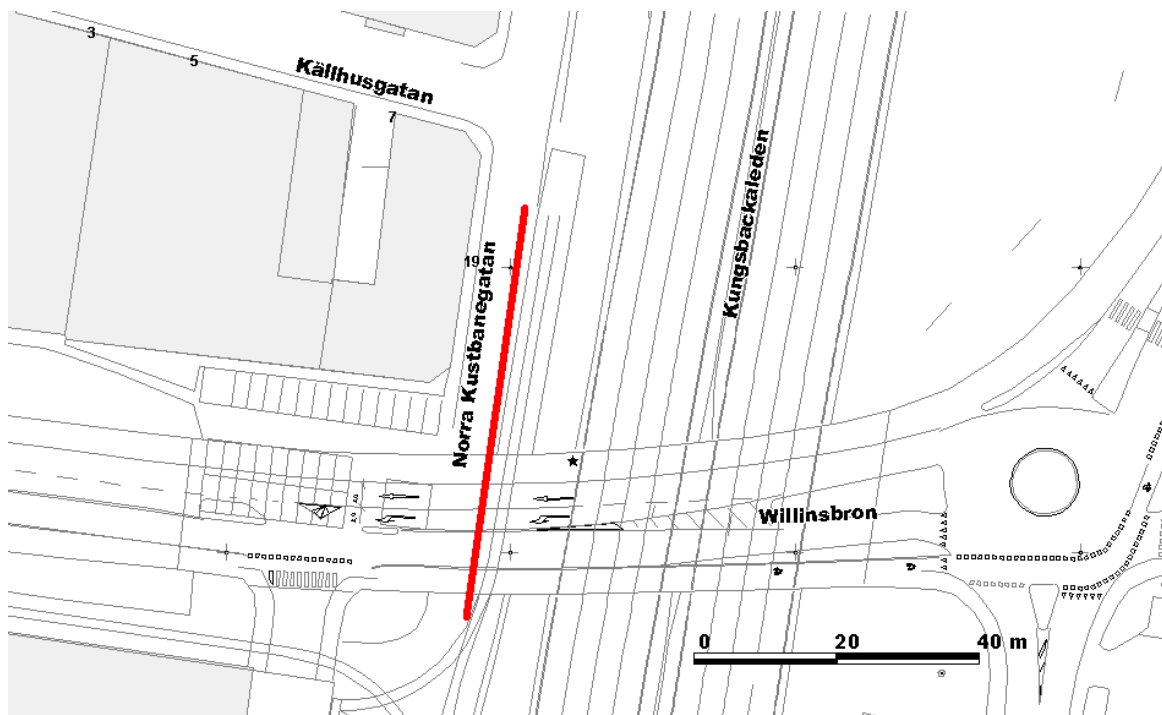 3
5
Källhusgatan
7
Kungsbackaleden
19
Norra Kustbanegatan
Willinsbron
0 20 40 m